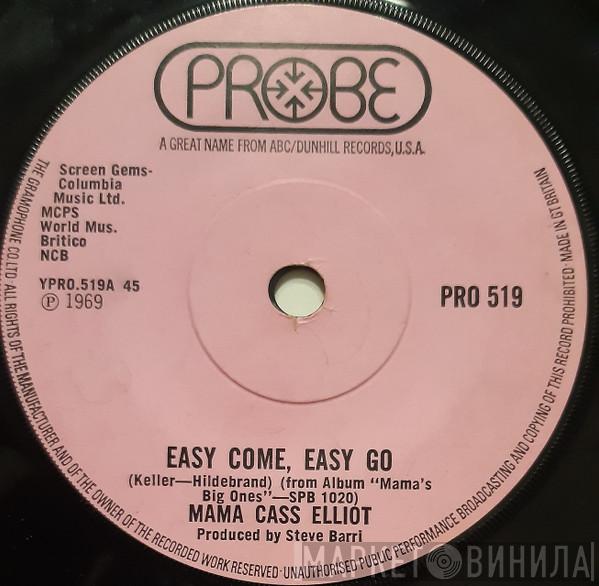 PROBE
A GREAT NAME FROM ABC/DUNHILL RECORDS, U.S.A.
Screen Gems-
Columbia
Music Ltd.
MCPS
World Mus.
Britico
NCB
YPRO.519A 45
Ⓟ 1969
PRO 519
EASY COME, EASY GO
(Keller—Hildebrand) (from Album "Mama's
Big Ones"—SPB 1020)
MAMA CASS ELLIOT
Produced by Steve Barri
THE GRAMOPHONE CO LTD · ALL RIGHTS OF THE MANUFACTURER AND OF THE OWNER OF THE RECORDED WORK RESERVED · UNAUTHORISED PUBLIC PERFORMANCE BROADCASTING AND COPYING OF THIS RECORD PROHIBITED · MADE IN GT BRITAIN
МАРКЕТ ВИНИЛА